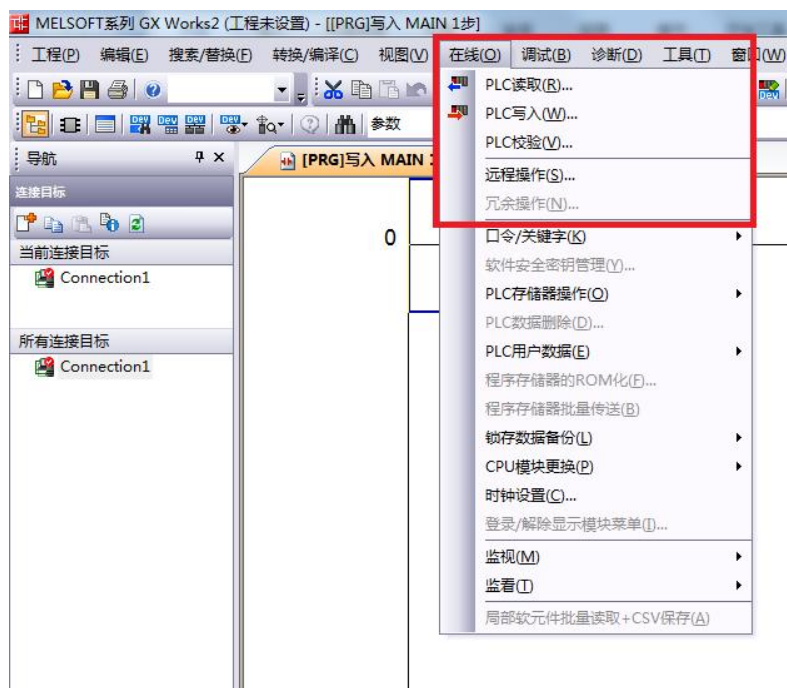 MELSOFT系列 GX Works2 (工程未设置) - [[PRG]写入 MAIN 1步]
工程(P) 编辑(E) 搜索/替换(F) 转换/编译(C) 视图(V) 在线(O) 调试(B) 诊断(D) 工具(T) 窗口(W)
参数
导航
[PRG]写入 MAIN 1
连接目标
当前连接目标
Connection1
所有连接目标
Connection1
0
PLC读取(R)...
PLC写入(W)...
PLC校验(V)...
远程操作(S)...
冗余操作(N)...
口令/关键字(K)
软件安全密钥管理(Y)...
PLC存储器操作(O)
PLC数据删除(D)...
PLC用户数据(E)
程序存储器的ROM化(F)...
程序存储器批量传送(B)
锁存数据备份(L)
CPU模块更换(P)
时钟设置(C)...
登录/解除显示模块菜单(I)...
监视(M)
监看(T)
局部软元件批量读取+CSV保存(A)